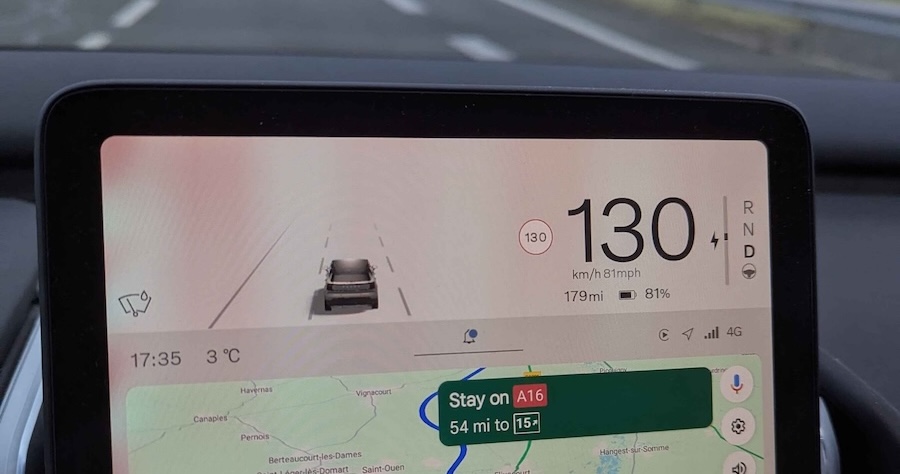 130
130
R
N
D
km/h 81mph
179mi 81%
17:35 3 °C
4G
Stay on A16
54 mi to 15
Havernas
Vignacourt
Canaples
Pernois
Berteaucourt-les-Dames
Saint-Ouen
Hangest-sur-Somme